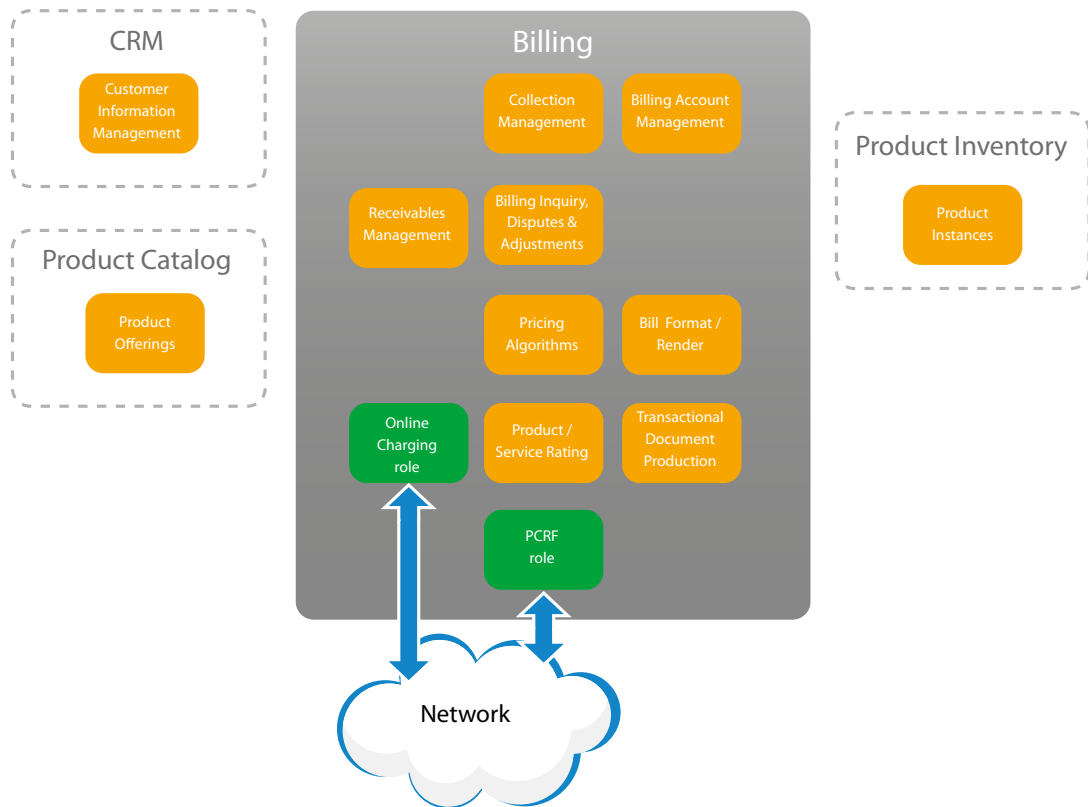 CRM
Customer
Information
Management
Product Catalog
Product
Offerings
Billing
Collection
Management
Billing Account
Management
Receivables
Management
Billing Inquiry,
Disputes &
Adjustments
Pricing
Algorithms
Bill Format /
Render
Online
Charging
role
Product /
Service Rating
Transactional
Document
Production
PCRF
role
Product Inventory
Product
Instances
Network